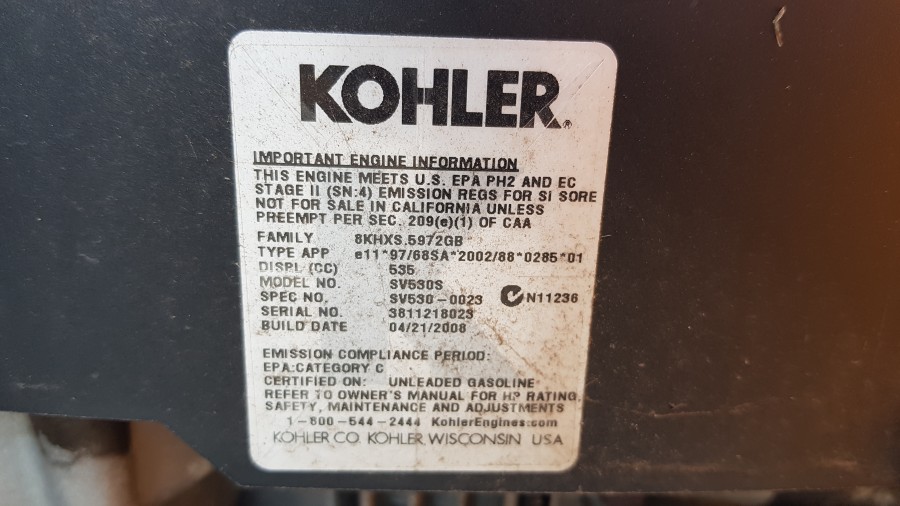 KOHLER®
IMPORTANT ENGINE INFORMATION
THIS ENGINE MEETS U.S. EPA PH2 AND EC
STAGE II (SN:4) EMISSION REGS FOR SI SORE
NOT FOR SALE IN CALIFORNIA UNLESS
PREEMPT PER SEC. 209(e)(1) OF CAA
FAMILY 8KHXS.5972GB
TYPE APP e11*97/68SA*2002/88*0285*01
DISPL (CC) 535
MODEL NO. SV530S
SPEC NO. SV530-0023 N11236
SERIAL NO. 3811218023
BUILD DATE 04/21/2008
EMISSION COMPLIANCE PERIOD:
EPA:CATEGORY C
CERTIFIED ON: UNLEADED GASOLINE
REFER TO OWNER'S MANUAL FOR HP RATING,
SAFETY, MAINTENANCE AND ADJUSTMENTS
1-800-544-2444 KohlerEngines.com
KOHLER CO. KOHLER, WISCONSIN USA